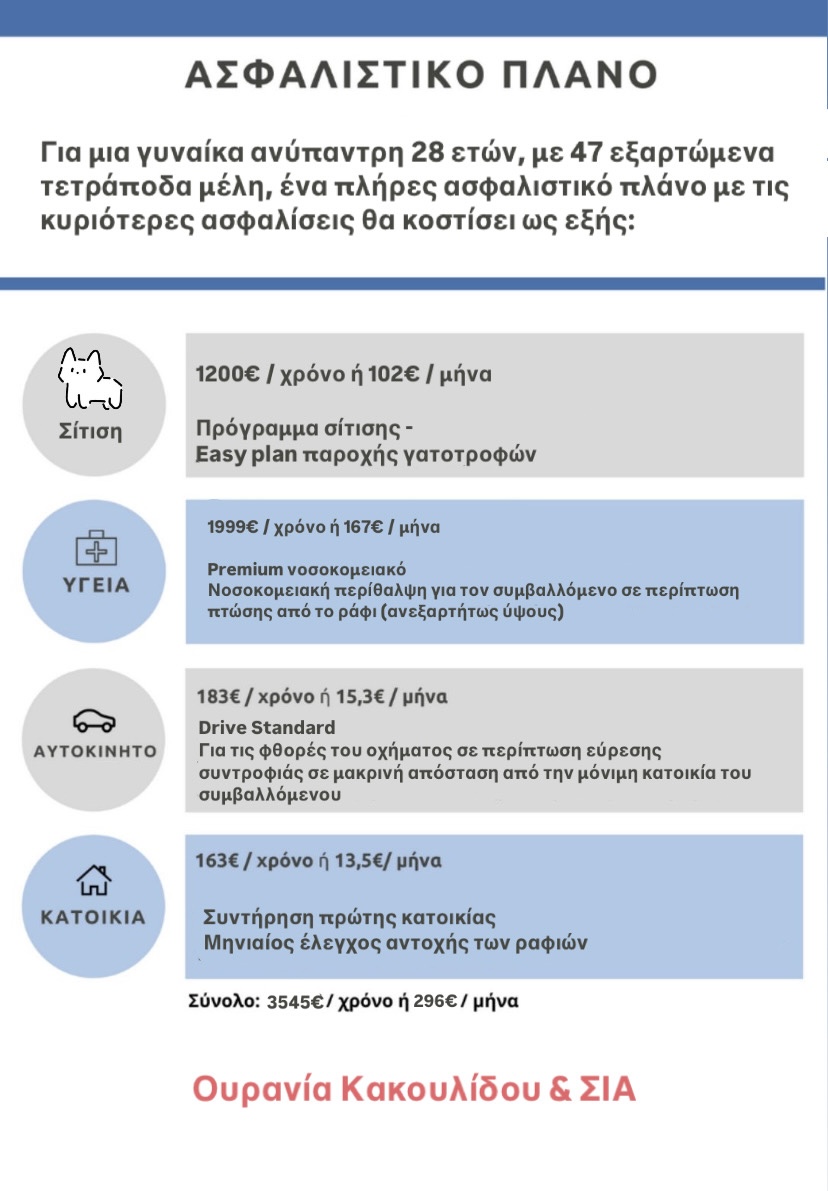 ΑΣΦΑΛΙΣΤΙΚΟ ΠΛΑΝΟ
Για μια γυναίκα ανύπαντρη 28 ετών, με 47 εξαρτώμενα
τετράποδα μέλη, ένα πλήρες ασφαλιστικό πλάνο με τις
κυριότερες ασφαλίσεις θα κοστίσει ως εξής:
Σίτιση
1200€ / χρόνο ή 102€ / μήνα
Πρόγραμμα σίτισης -
Easy plan παροχής γατοτροφών
ΥΓΕΙΑ
1999€ / χρόνο ή 167€ / μήνα
Premium νοσοκομειακό
Νοσοκομειακή περίθαλψη για τον συμβαλλόμενο σε περίπτωση
πτώσης από το ράφι (ανεξαρτήτως ύψους)
ΑΥΤΟΚΙΝΗΤΟ
183€ / χρόνο ή 15,3€ / μήνα
Drive Standard
Για τις φθορές του οχήματος σε περίπτωση εύρεσης
συντροφιάς σε μακρινή απόσταση από την μόνιμη κατοικία του
συμβαλλόμενου
ΚΑΤΟΙΚΙΑ
163€ / χρόνο ή 13,5€/ μήνα
Συντήρηση πρώτης κατοικίας
Μηνιαίος έλεγχος αντοχής των ραφιών
Σύνολο: 3545€ / χρόνο ή 296€ / μήνα
Ουρανία Κακουλίδου & ΣΙΑ